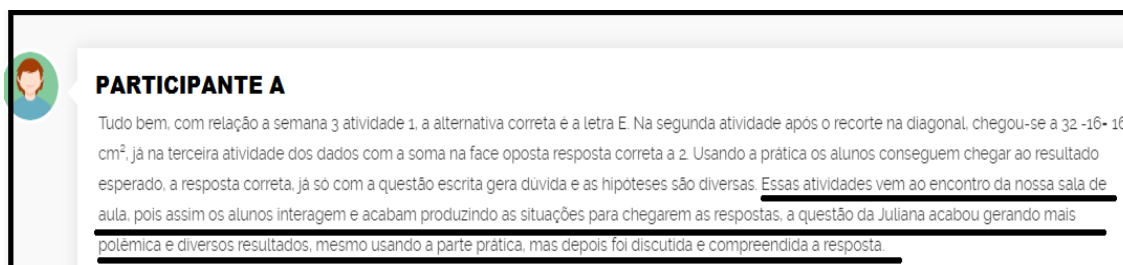 PARTICIPANTE A
Tudo bem, com relação a semana 3 atividade 1, a alternativa correta é a letra E. Na segunda atividade após o recorte na diagonal, chegou-se a 32 -16= 16
cm², já na terceira atividade dos dados com a soma na face oposta resposta correta a 2. Usando a prática os alunos conseguem chegar ao resultado
esperado, a resposta correta, já só com a questão escrita gera dúvida e as hipóteses são diversas. Essas atividades vem ao encontro da nossa sala de
aula, pois assim os alunos interagem e acabam produzindo as situações para chegarem as respostas, a questão da Juliana acabou gerando mais
polêmica e diversos resultados, mesmo usando a parte prática, mas depois foi discutida e compreendida a resposta.